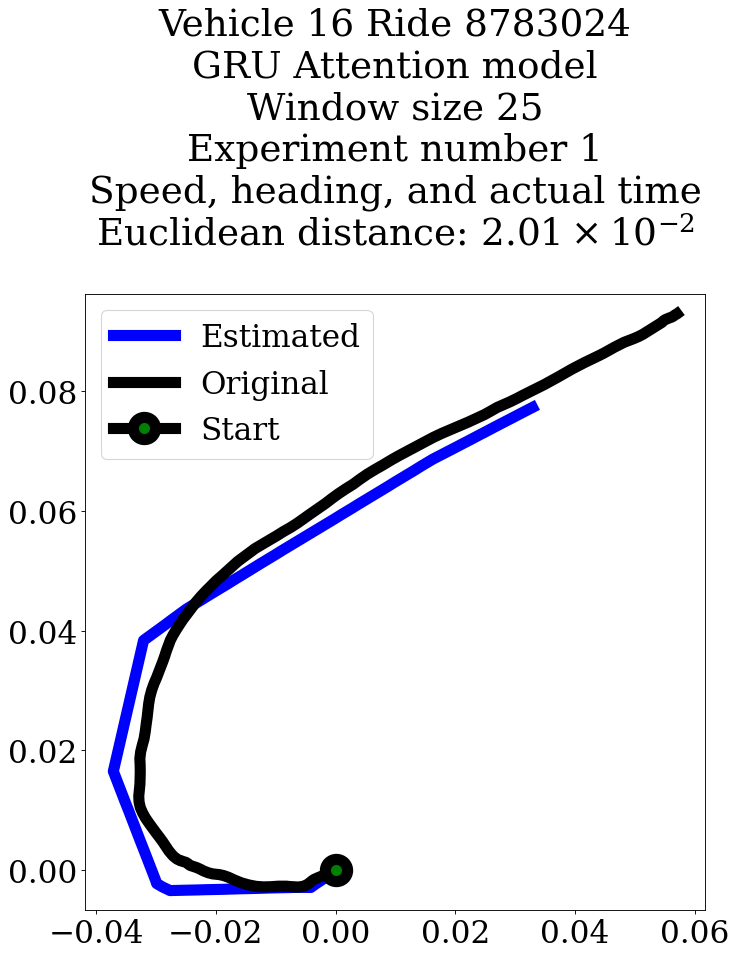 Vehicle 16 Ride 8783024
GRU Attention model
Window size 25
Experiment number 1
Speed, heading, and actual time
Euclidean distance: 2.01 × 10⁻²
Estimated
Original
Start
0.08
0.06
0.04
0.02
0.00
−0.04 −0.02 0.00 0.02 0.04 0.06